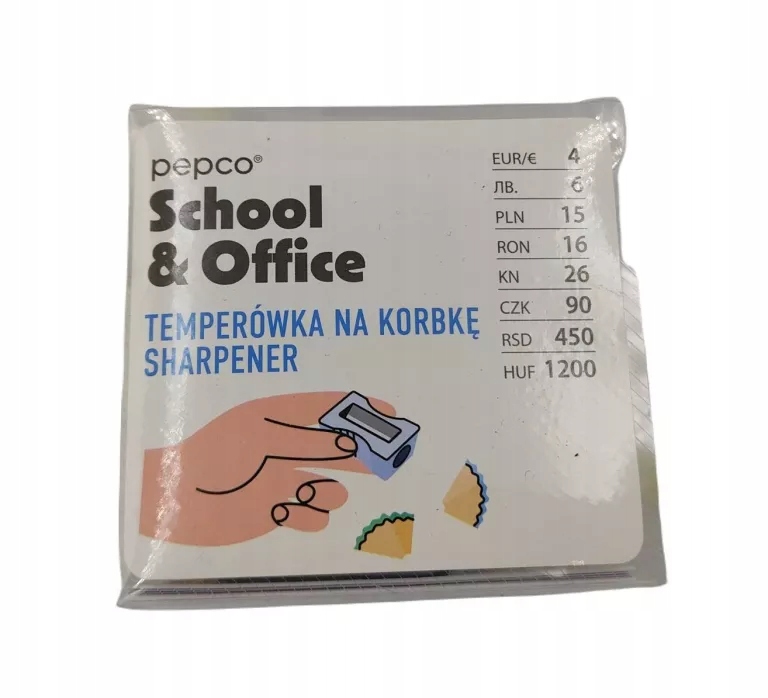 pepco®
School
& Office
TEMPERÓWKA NA KORBKĘ
SHARPENER
EUR/€ 4
ЛВ. 6
PLN 15
RON 16
KN 26
CZK 90
RSD 450
HUF 1200